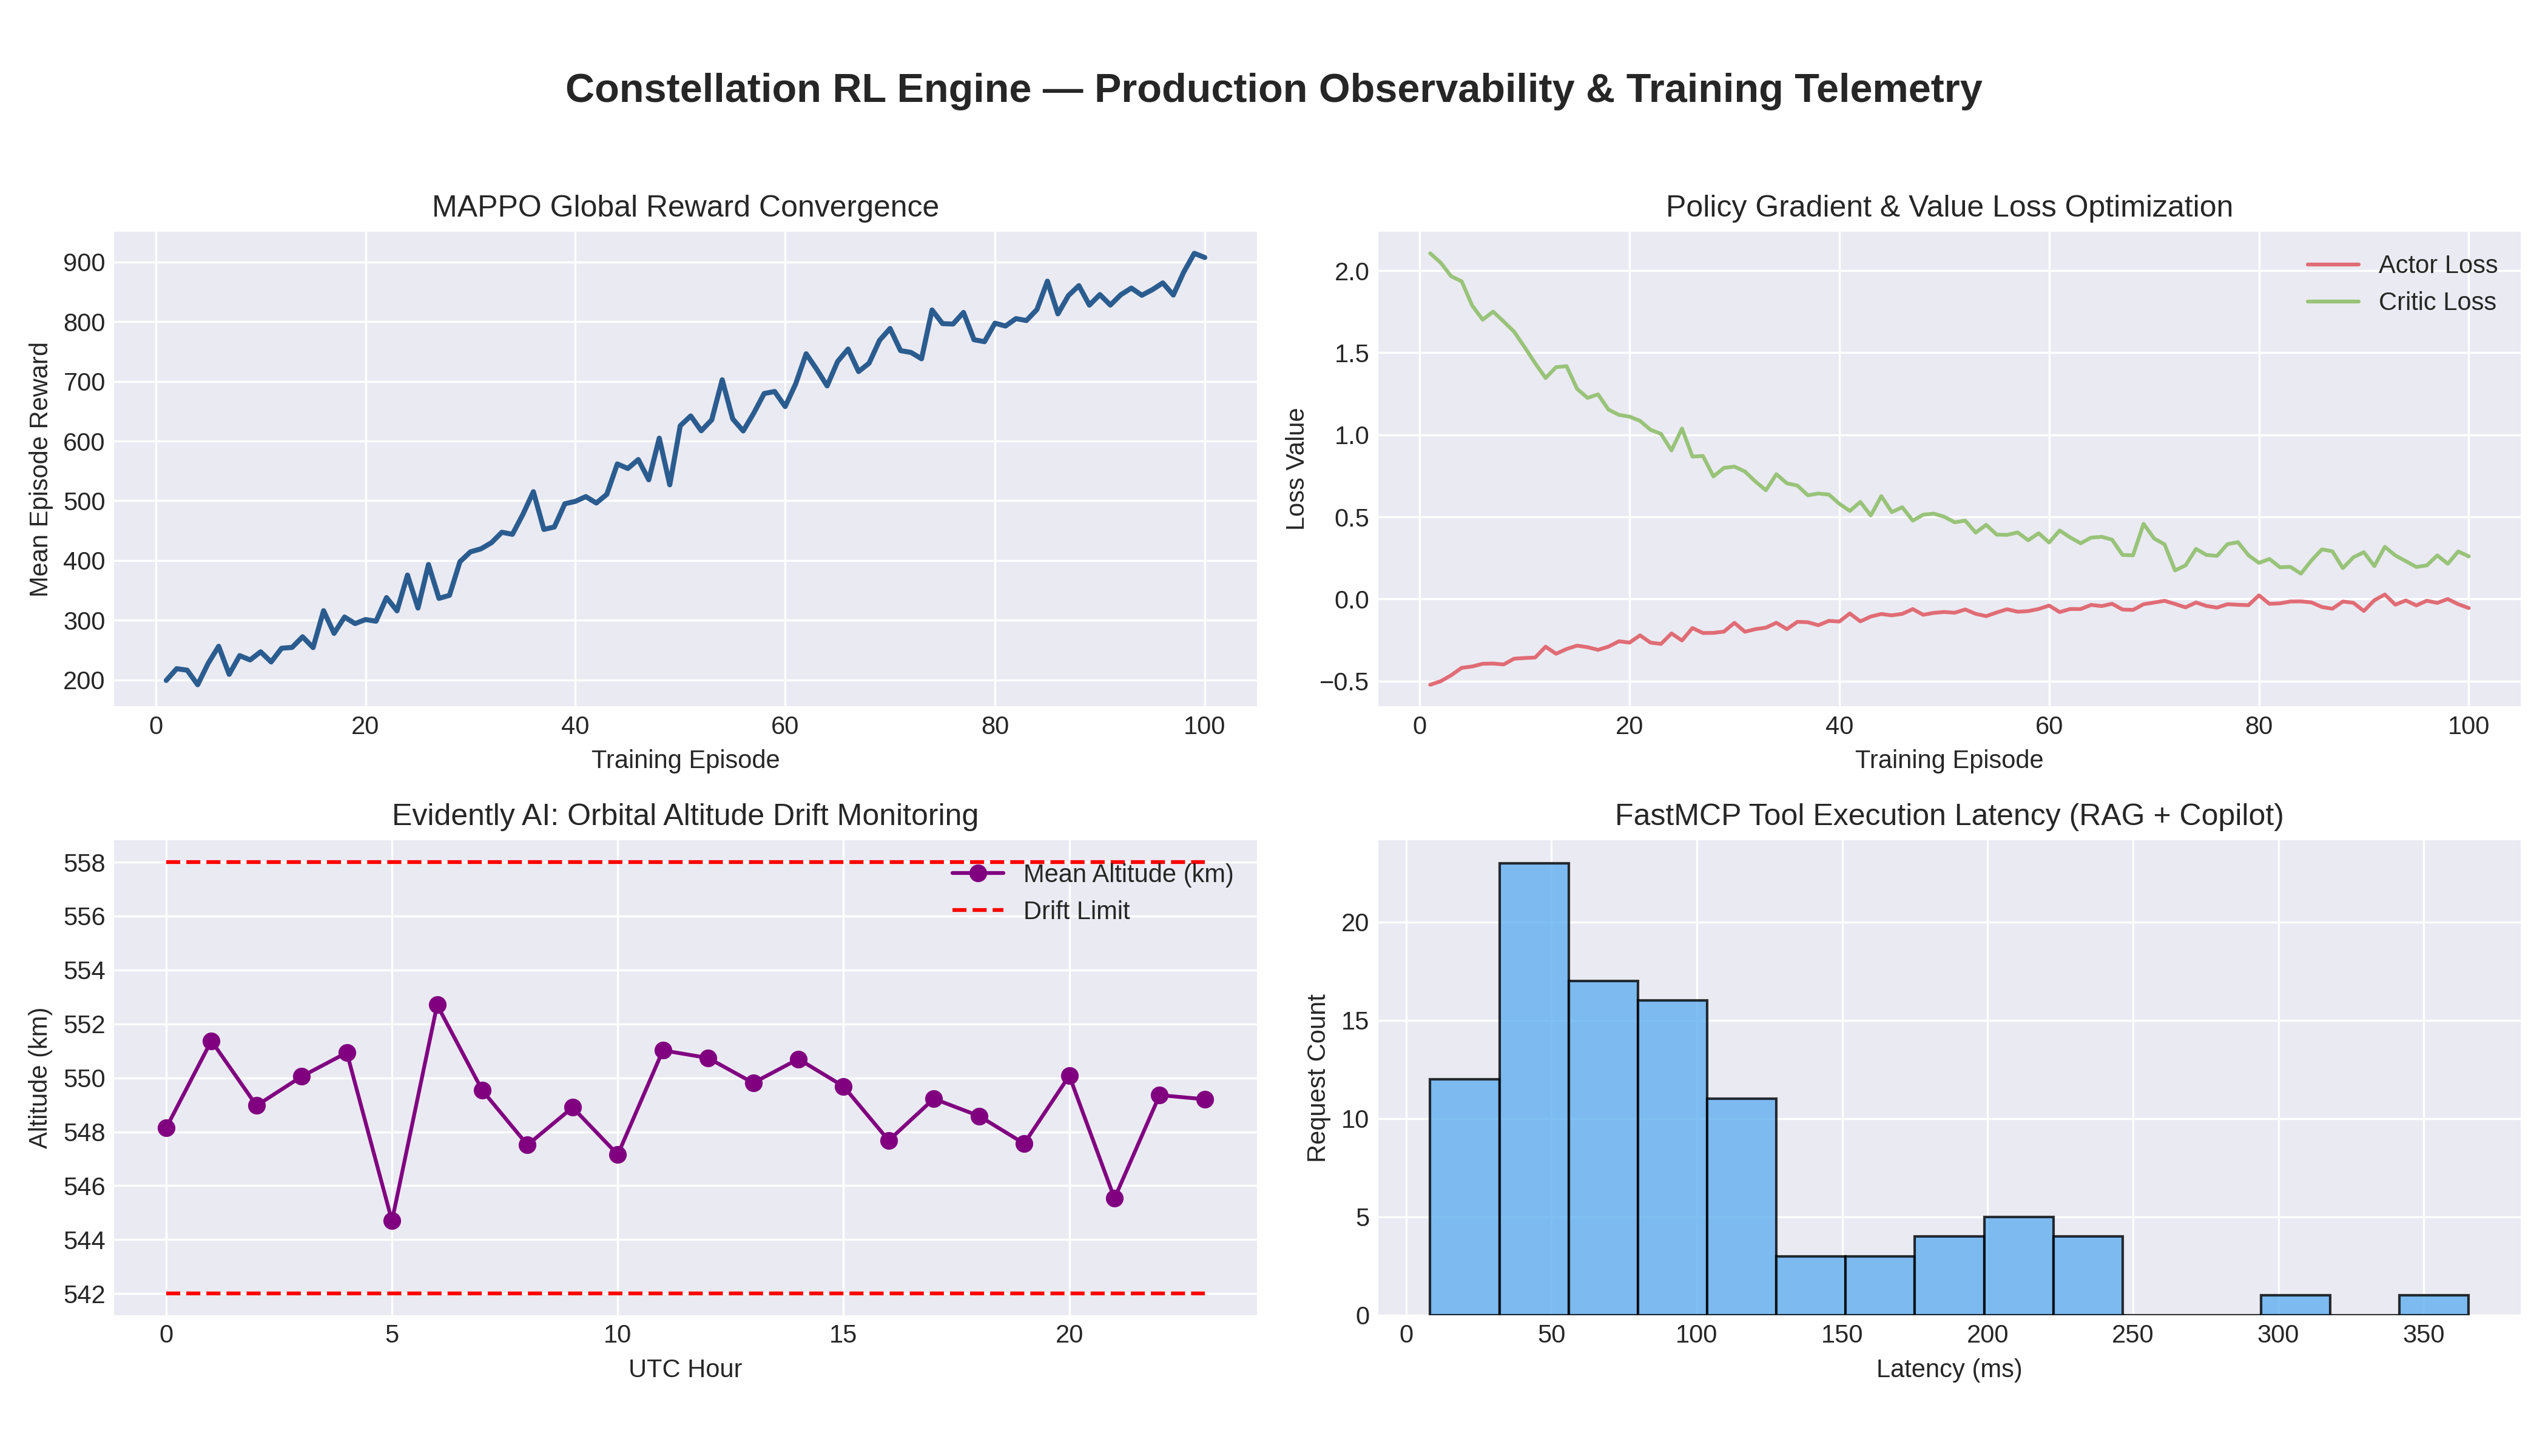 Constellation RL Engine — Production Observability & Training Telemetry
MAPPO Global Reward Convergence
900
800
700
600
500
400
300
200
Mean Episode Reward
0 20 40 60 80 100
Training Episode
Policy Gradient & Value Loss Optimization
2.0
1.5
1.0
0.5
0.0
−0.5
Loss Value
Actor Loss
Critic Loss
0 20 40 60 80 100
Training Episode
Evidently AI: Orbital Altitude Drift Monitoring
558
556
554
552
550
548
546
544
542
Altitude (km)
Mean Altitude (km)
Drift Limit
0 5 10 15 20
UTC Hour
FastMCP Tool Execution Latency (RAG + Copilot)
20
15
10
5
0
Request Count
0 50 100 150 200 250 300 350
Latency (ms)